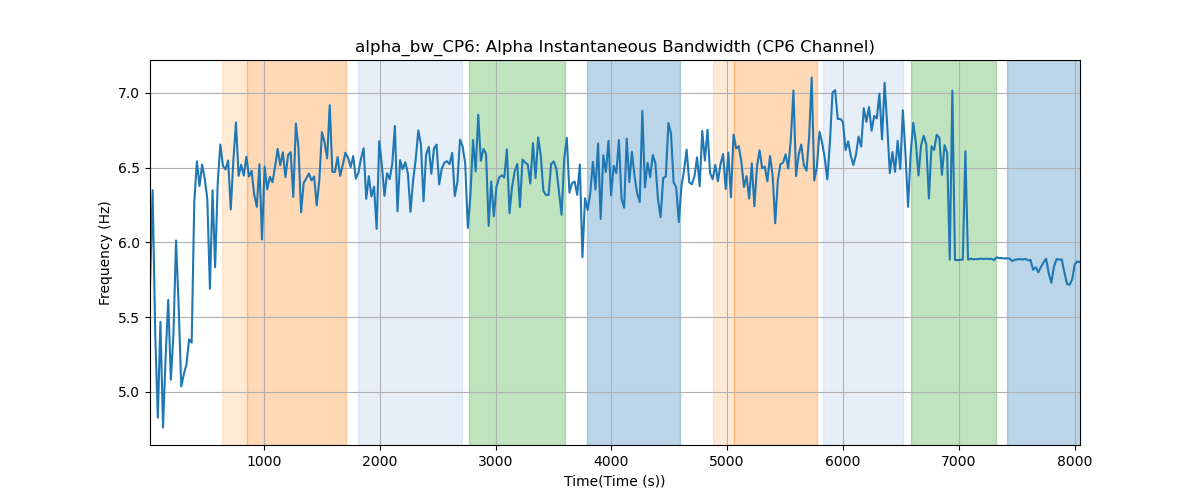 alpha_bw_CP6: Alpha Instantaneous Bandwidth (CP6 Channel)
Frequency (Hz)
7.0
6.5
6.0
5.5
5.0
1000 2000 3000 4000 5000 6000 7000 8000
Time(Time (s))